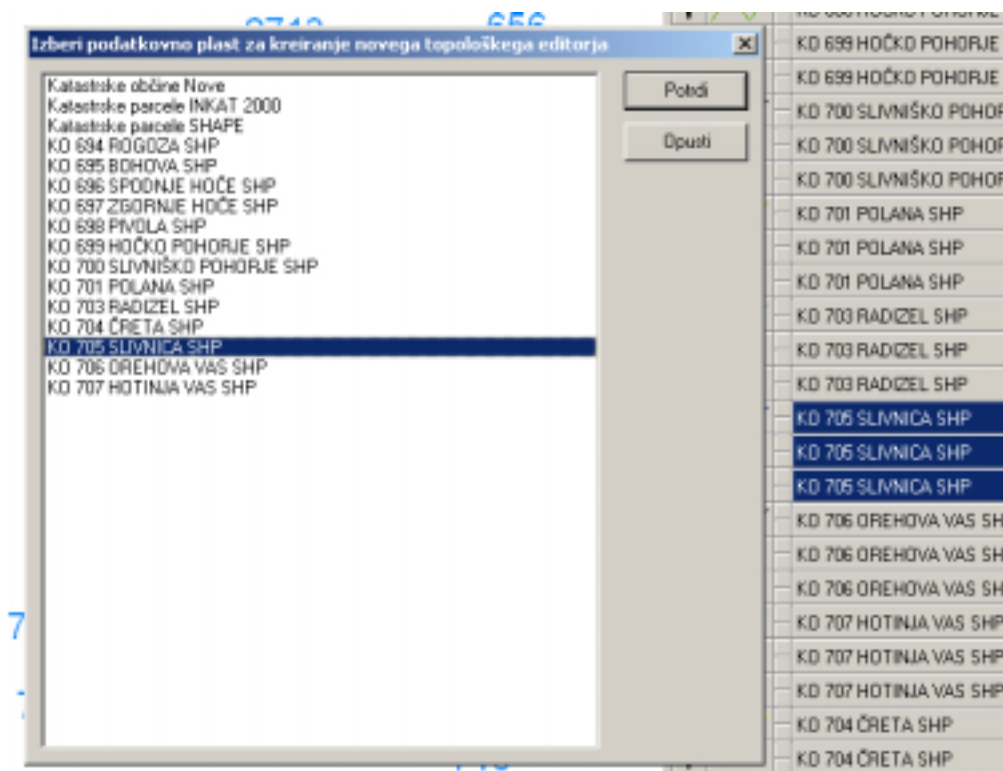 Izberi podatkovno plast za kreiranje novega topološkega editorja
Katastrske občine Nove
Katastrske parcele INKAT 2000
Katastrske parcele SHAPE
KO 694 ROGOZA SHP
KO 695 BOHOVA SHP
KO 696 SPODNJE HOČE SHP
KO 697 ZGORNJE HOČE SHP
KO 698 PIVOLA SHP
KO 699 HOČKO POHORJE SHP
KO 700 SLIVNIŠKO POHORJE SHP
KO 701 POLANA SHP
KO 703 RADIZEL SHP
KO 704 ČRETA SHP
KO 705 SLIVNICA SHP
KO 706 OREHOVA VAS SHP
KO 707 HOTINJA VAS SHP
Potrdi
Opusti
KO 699 HOČKO POHORJE
KO 699 HOČKO POHORJE
KO 700 SLIVNIŠKO POHOR
KO 700 SLIVNIŠKO POHOR
KO 700 SLIVNIŠKO POHOR
KO 701 POLANA SHP
KO 701 POLANA SHP
KO 701 POLANA SHP
KO 703 RADIZEL SHP
KO 703 RADIZEL SHP
KO 703 RADIZEL SHP
KO 705 SLIVNICA SHP
KO 705 SLIVNICA SHP
KO 705 SLIVNICA SHP
KO 706 OREHOVA VAS SH
KO 706 OREHOVA VAS SH
KO 706 OREHOVA VAS SH
KO 707 HOTINJA VAS SHP
KO 707 HOTINJA VAS SHP
KO 707 HOTINJA VAS SHP
KO 704 ČRETA SHP
KO 704 ČRETA SHP